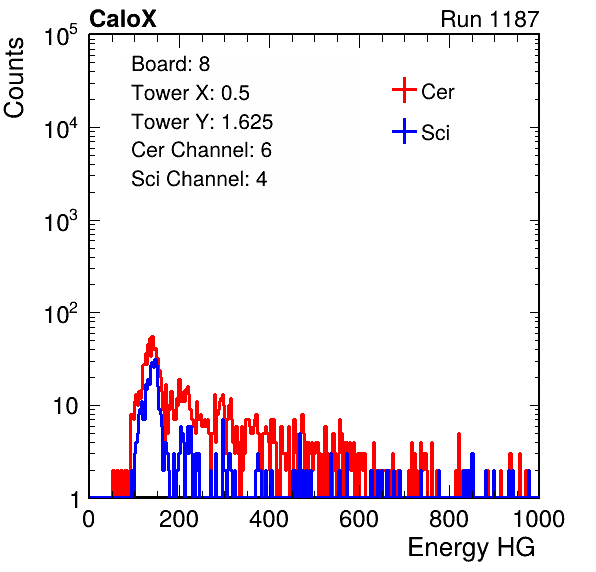 CaloX Run 1187
Counts
10^5
10^4
10^3
10^2
10
1
Board: 8
Tower X: 0.5
Tower Y: 1.625
Cer Channel: 6
Sci Channel: 4
Cer
Sci
0 200 400 600 800 1000
Energy HG